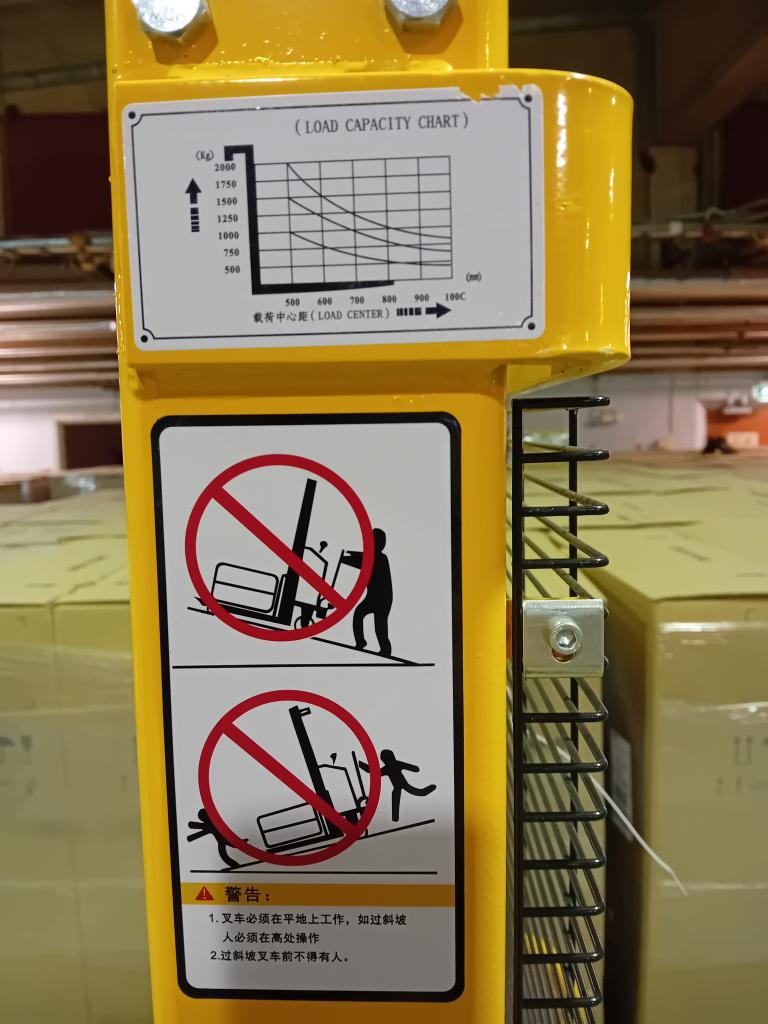 (LOAD CAPACITY CHART)
(Kg)
2000
1750
1500
1250
1000
750
500
(mm)
500 600 700 800 900 100C
载荷中心距(LOAD CENTER)
警告：
1.叉车必须在平地上工作，如过斜坡
人必须在高处操作
2.过斜坡叉车前不得有人。